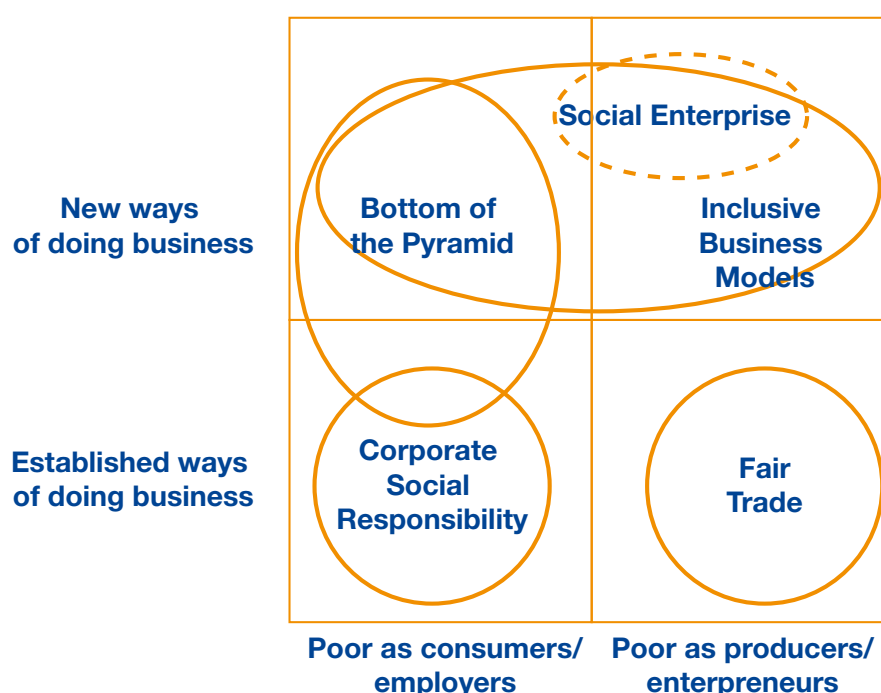 Social Enterprise
New ways
of doing business
Bottom of
the Pyramid
Inclusive
Business
Models
Established ways
of doing business
Corporate
Social
Responsibility
Fair
Trade
Poor as consumers/
employers
Poor as producers/
enterpreneurs